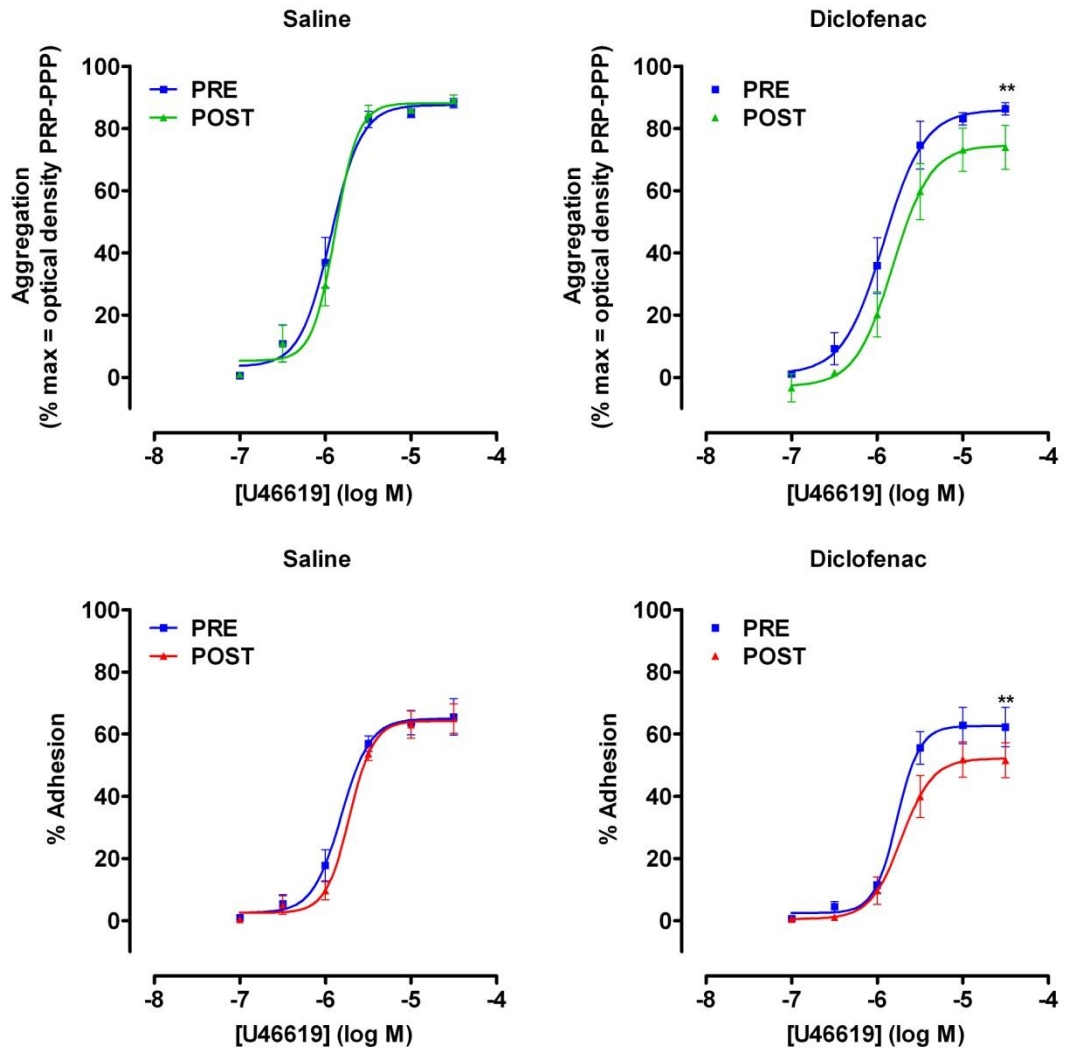 Saline
Aggregation
(% max = optical density PRP-PPP)
100
80
60
40
20
0
PRE
POST
-8
-7
-6
-5
-4
[U46619] (log M)
Diclofenac
Aggregation
(% max = optical density PRP-PPP)
100
80
60
40
20
0
PRE
POST
**
-8
-7
-6
-5
-4
[U46619] (log M)
Saline
% Adhesion
100
80
60
40
20
0
PRE
POST
-8
-7
-6
-5
-4
[U46619] (log M)
Diclofenac
% Adhesion
100
80
60
40
20
0
PRE
POST
**
-8
-7
-6
-5
-4
[U46619] (log M)